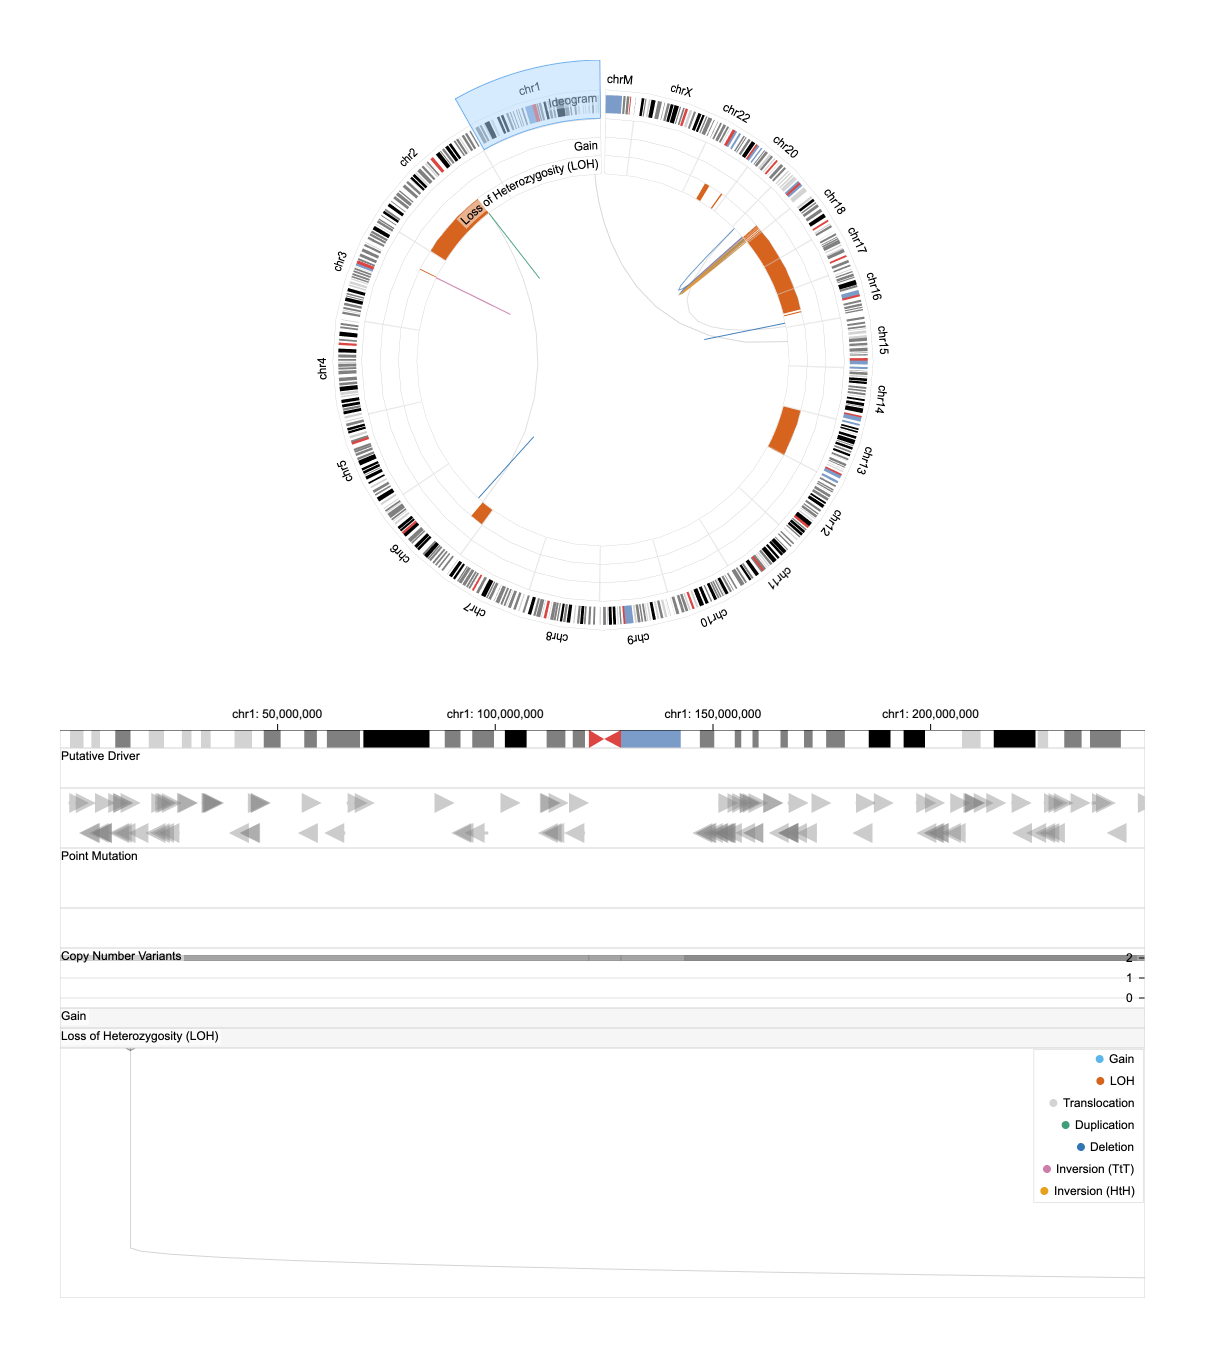 chrM
chrX
chr1
Ideogram
chr22
chr20
Gain
chr2
Loss of Heterozygosity (LOH)
chr18
chr17
chr3
chr16
chr15
chr4
chr14
chr5
chr13
chr12
chr6
chr11
chr7
chr10
chr8
chr9
chr1: 50,000,000
chr1: 100,000,000
chr1: 150,000,000
chr1: 200,000,000
Putative Driver
Point Mutation
Copy Number Variants
2
1
0
Gain
Loss of Heterozygosity (LOH)
Gain
LOH
Translocation
Duplication
Deletion
Inversion (TtT)
Inversion (HtH)